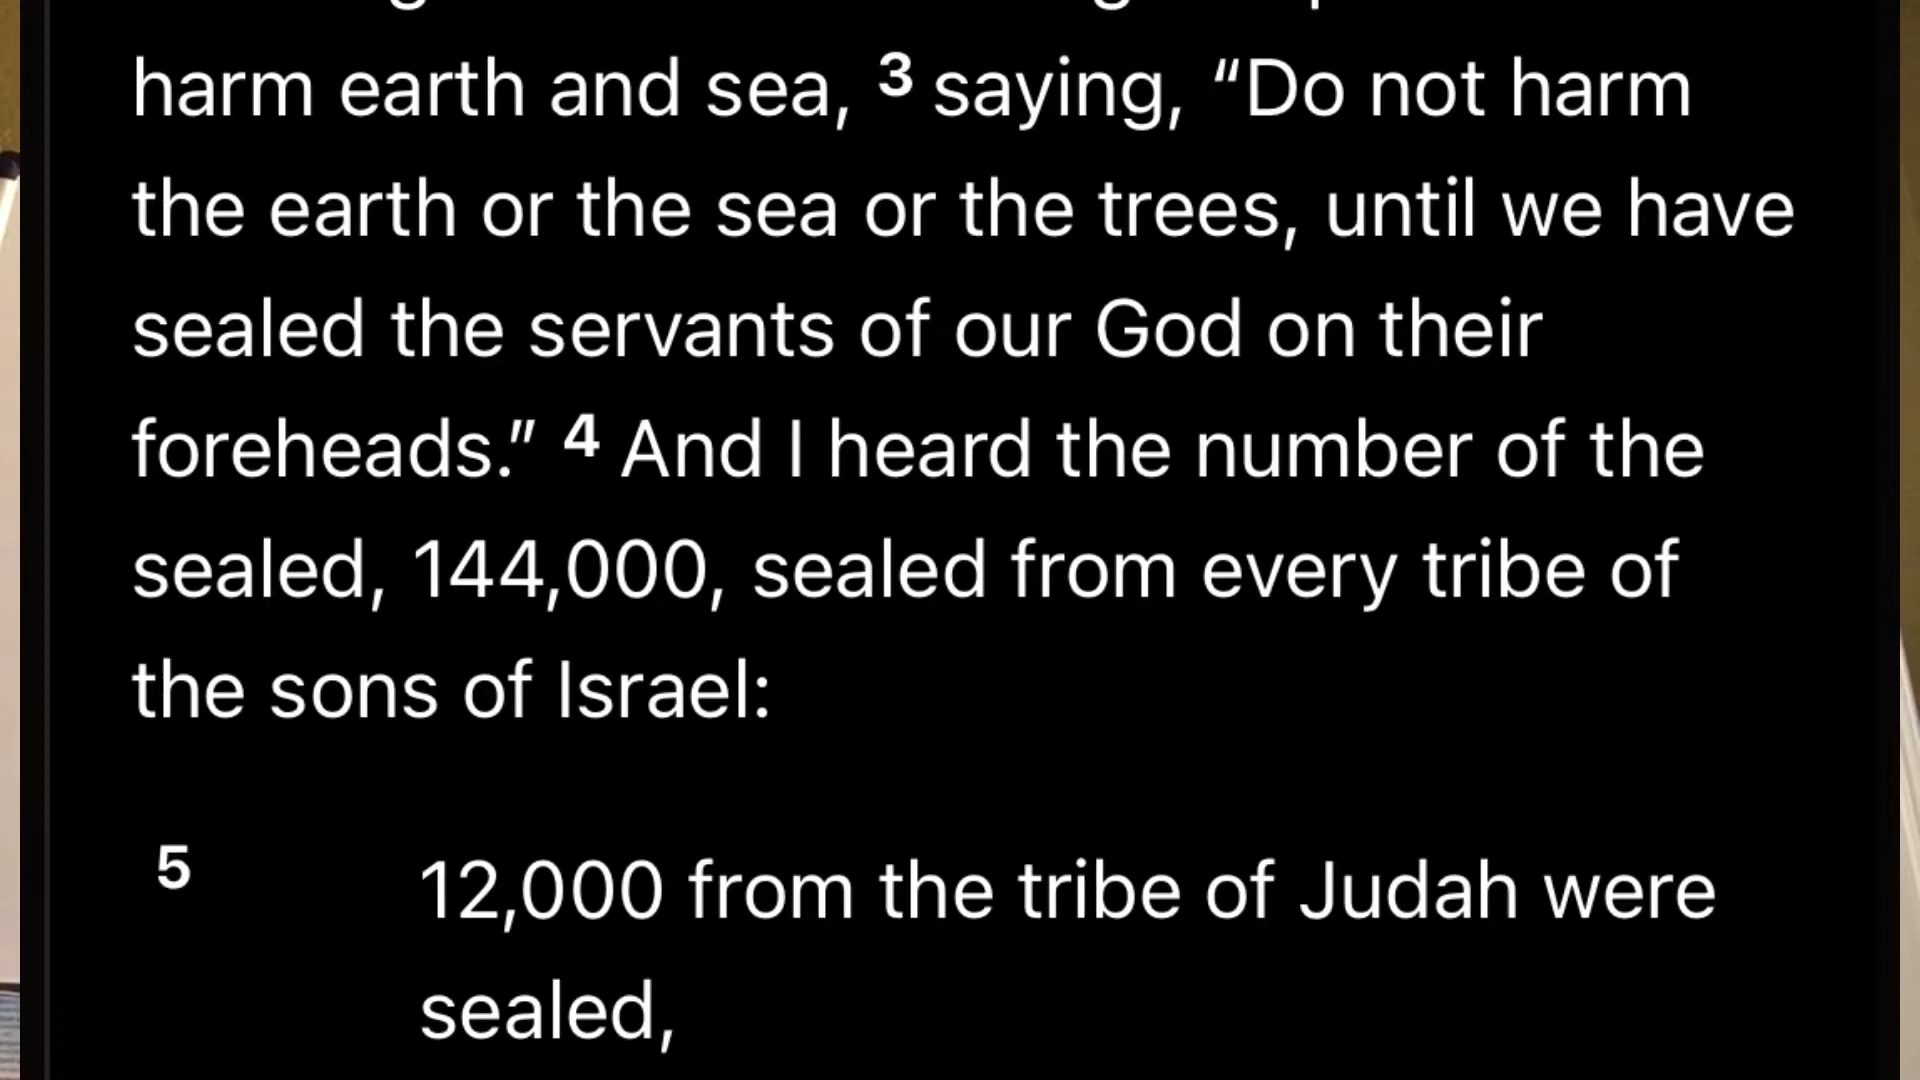 harm earth and sea, 3 saying, “Do not harm
the earth or the sea or the trees, until we have
sealed the servants of our God on their
foreheads.” 4 And I heard the number of the
sealed, 144,000, sealed from every tribe of
the sons of Israel:
5 12,000 from the tribe of Judah were
sealed,